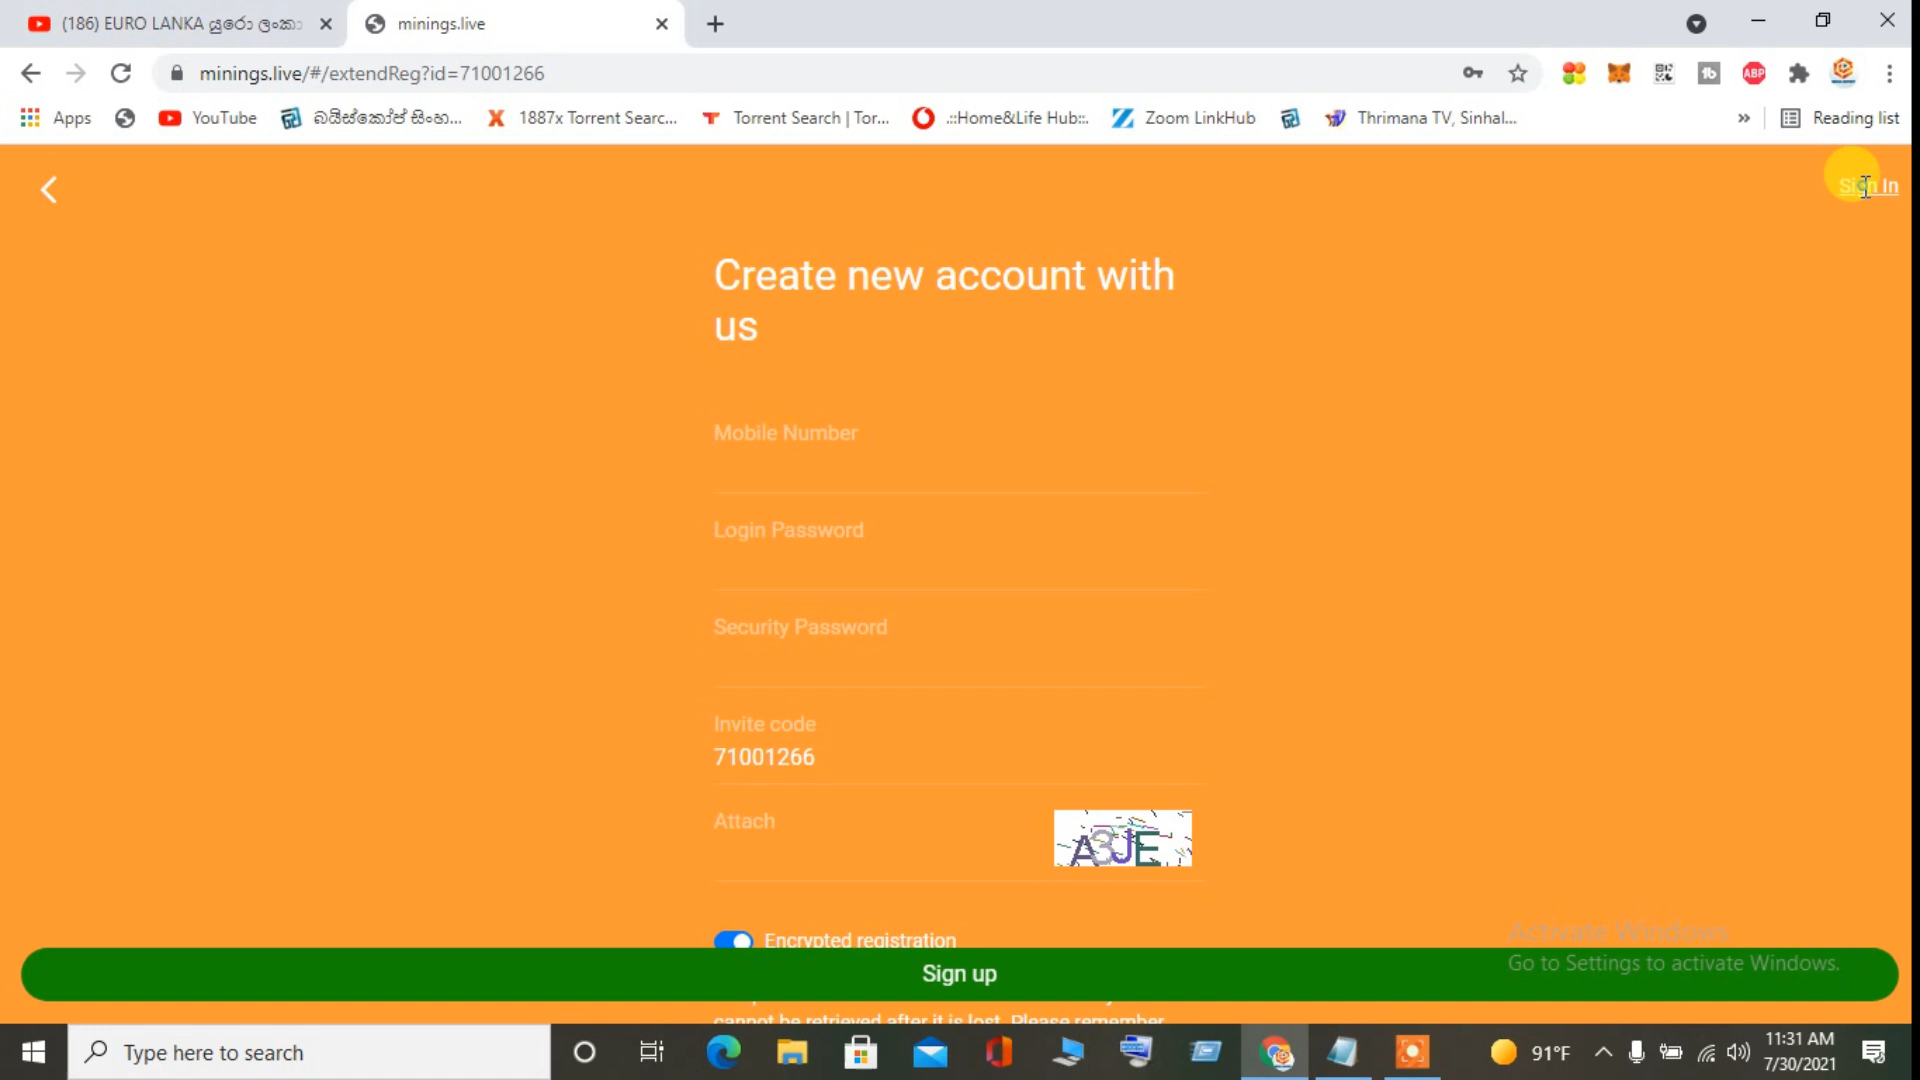 (186) EURO LANKA යුරෝ ලංකා
minings.live
minings.live/#/extendReg?id=71001266
Apps
YouTube
බයිස්කෝප් සිංහ...
1887x Torrent Searc...
Torrent Search | Tor...
.::Home&Life Hub::.
Zoom LinkHub
Thrimana TV, Sinhal...
Reading list
Sign In
Create new account with
us
Mobile Number
Login Password
Security Password
Invite code
71001266
Attach
A3JE
Encrypted registration
Activate Windows
Go to Settings to activate Windows.
Sign up
cannot be retrieved after it is lost. Please remember
Type here to search
91°F
11:31 AM
7/30/2021